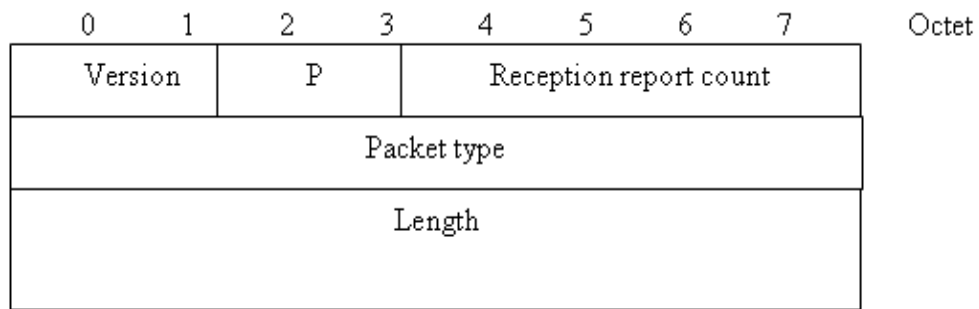 0 1 2 3 4 5 6 7 Octet
Version P Reception report count
Packet type
Length